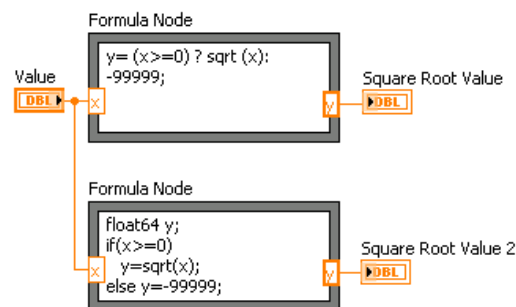 Formula Node
y= (x>=0) ? sqrt (x):
-99999;
Value
DBL
x
y
Square Root Value
DBL
Formula Node
float64 y;
if(x>=0)
y=sqrt(x);
else y=-99999;
x
y
Square Root Value 2
DBL